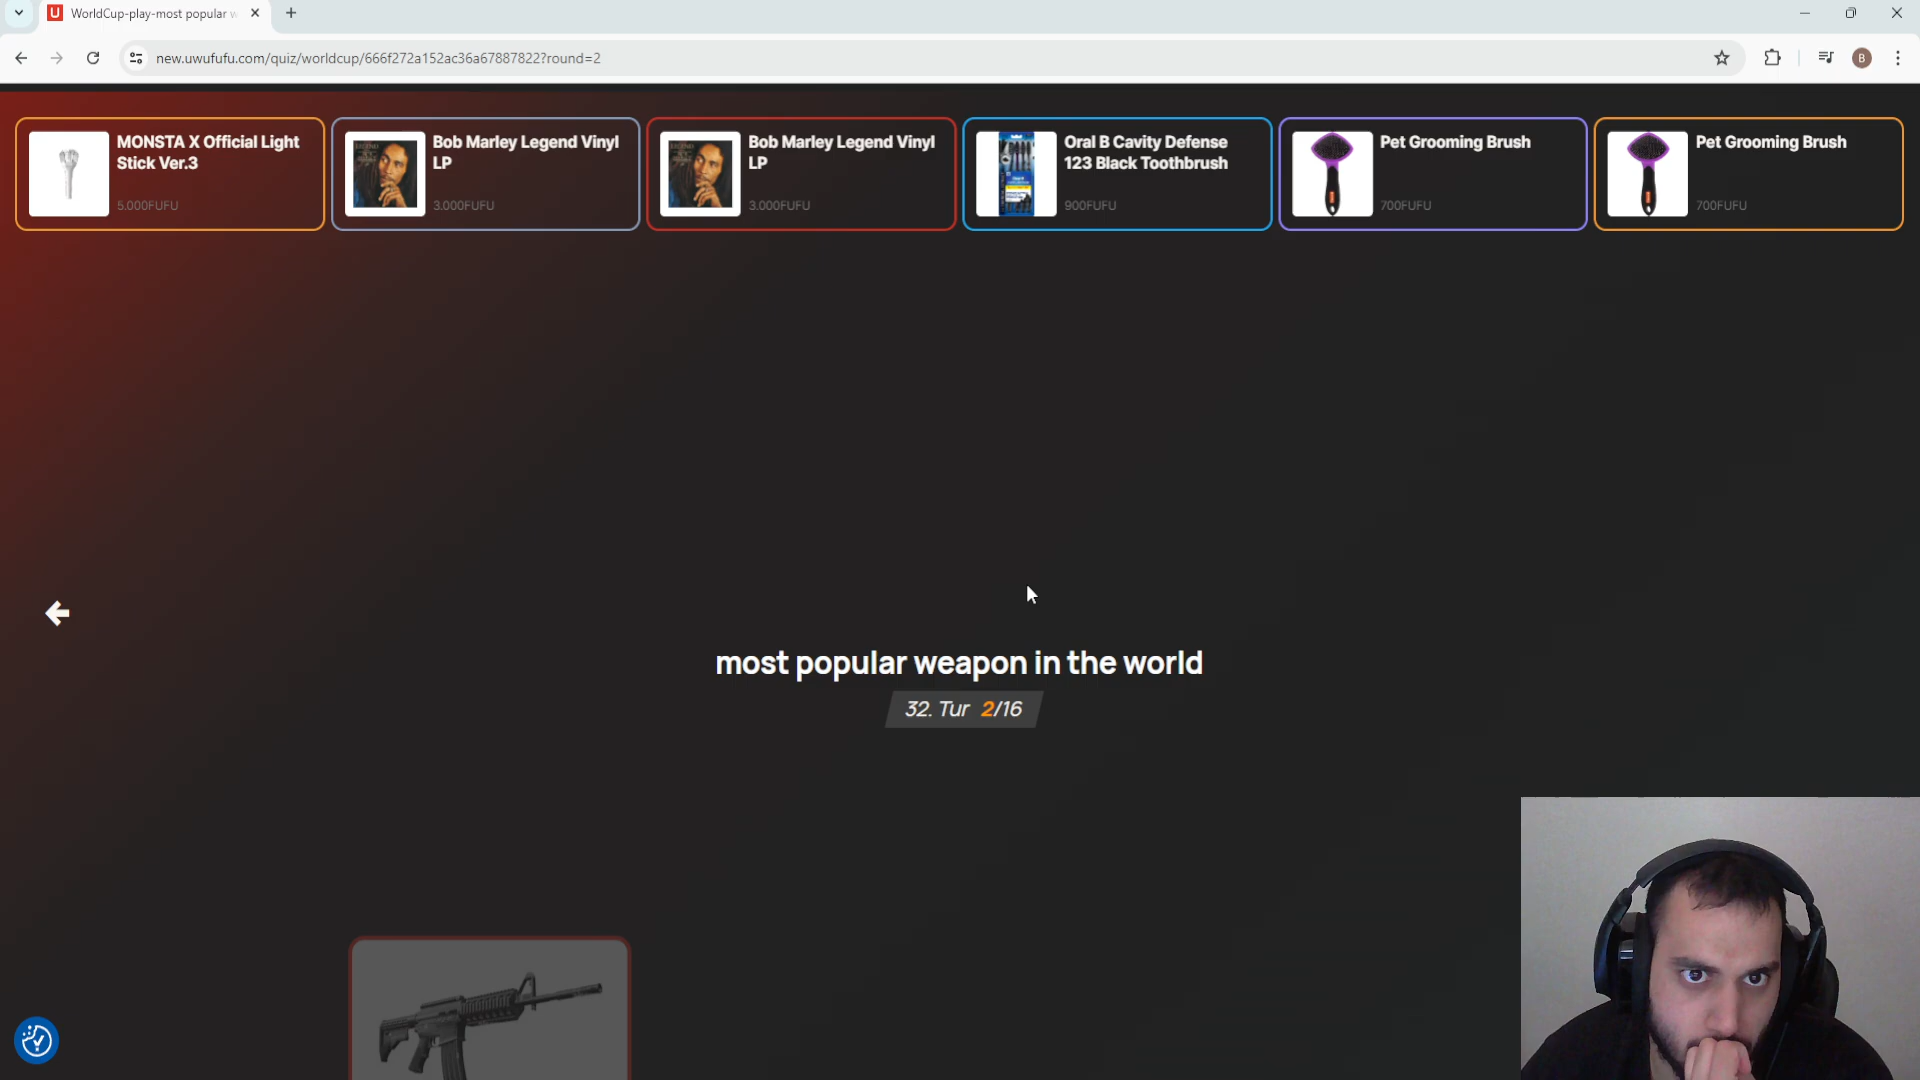 WorldCup-play-most popular w
new.uwufufu.com/quiz/worldcup/666f272a152ac36a67887822?round=2
B
MONSTA X Official Light
Stick Ver.3
5.000FUFU
Bob Marley Legend Vinyl
LP
3.000FUFU
Bob Marley Legend Vinyl
LP
3.000FUFU
Oral B Cavity Defense
123 Black Toothbrush
900FUFU
Pet Grooming Brush
700FUFU
Pet Grooming Brush
700FUFU
most popular weapon in the world
32. Tur 2/16